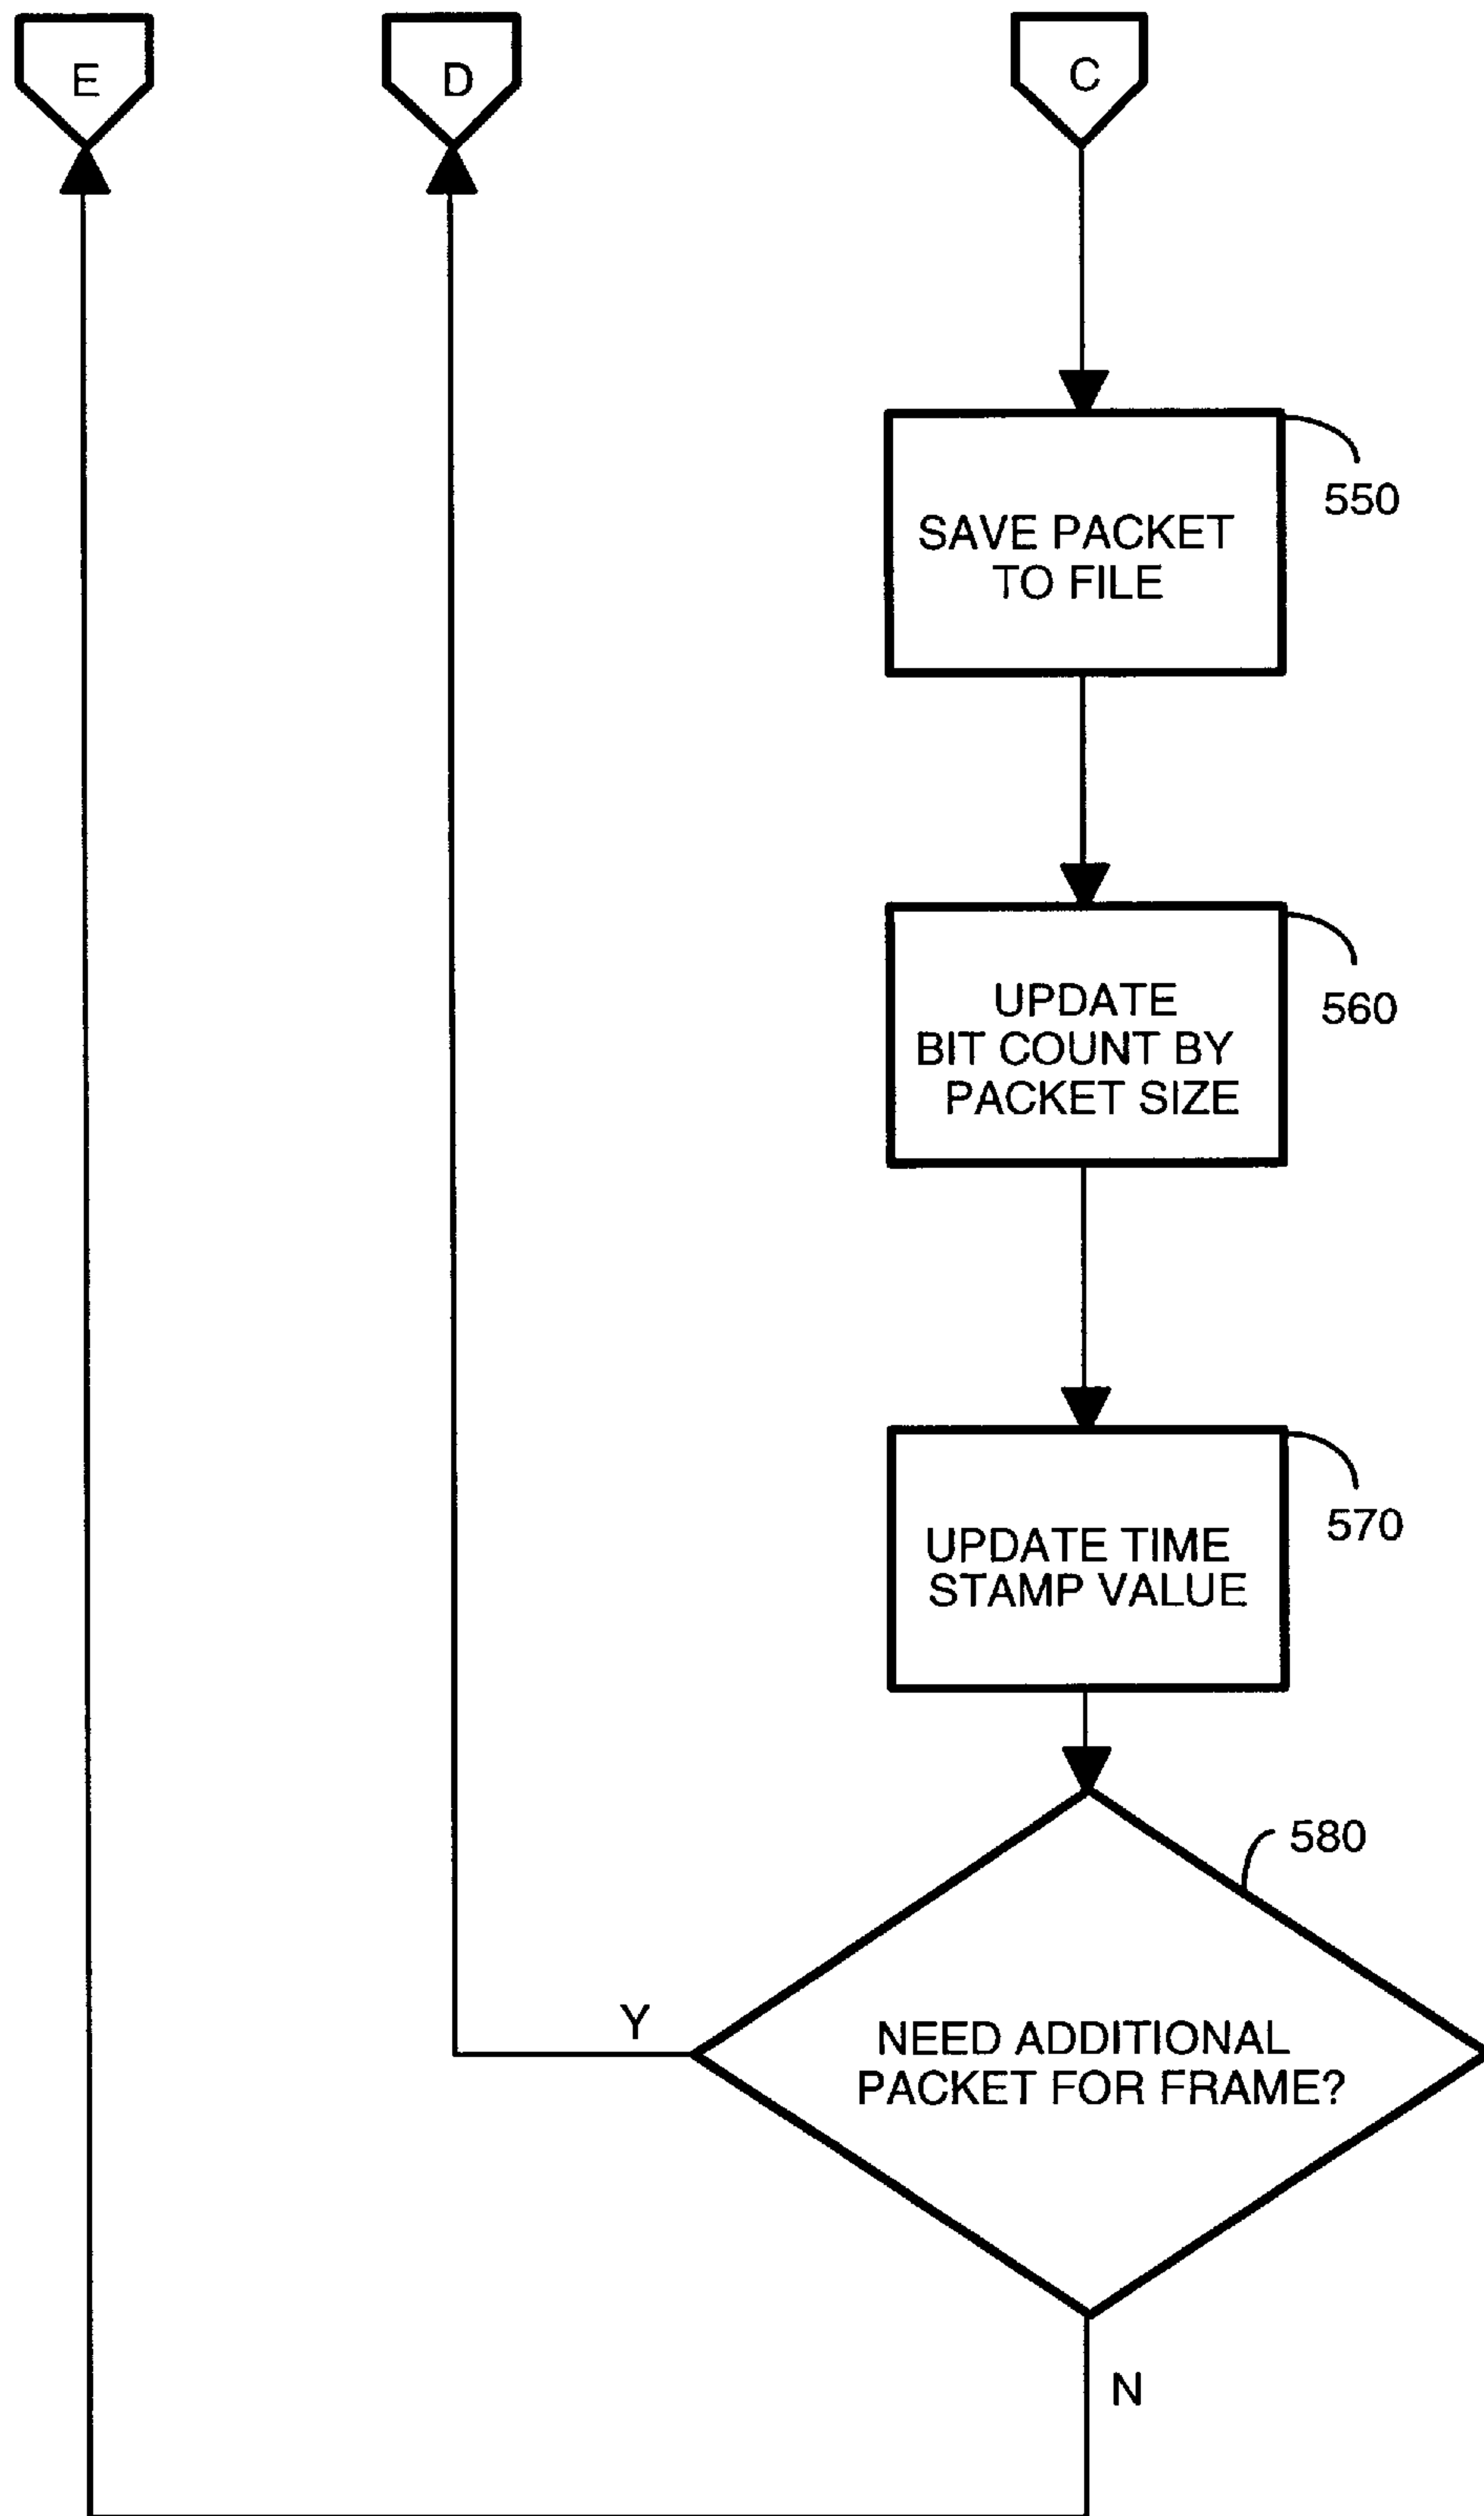 E
D
C
550
SAVE PACKET
TO FILE
560
UPDATE
BIT COUNT BY
PACKET SIZE
570
UPDATE TIME
STAMP VALUE
580
Y
NEED ADDITIONAL
PACKET FOR FRAME?
N